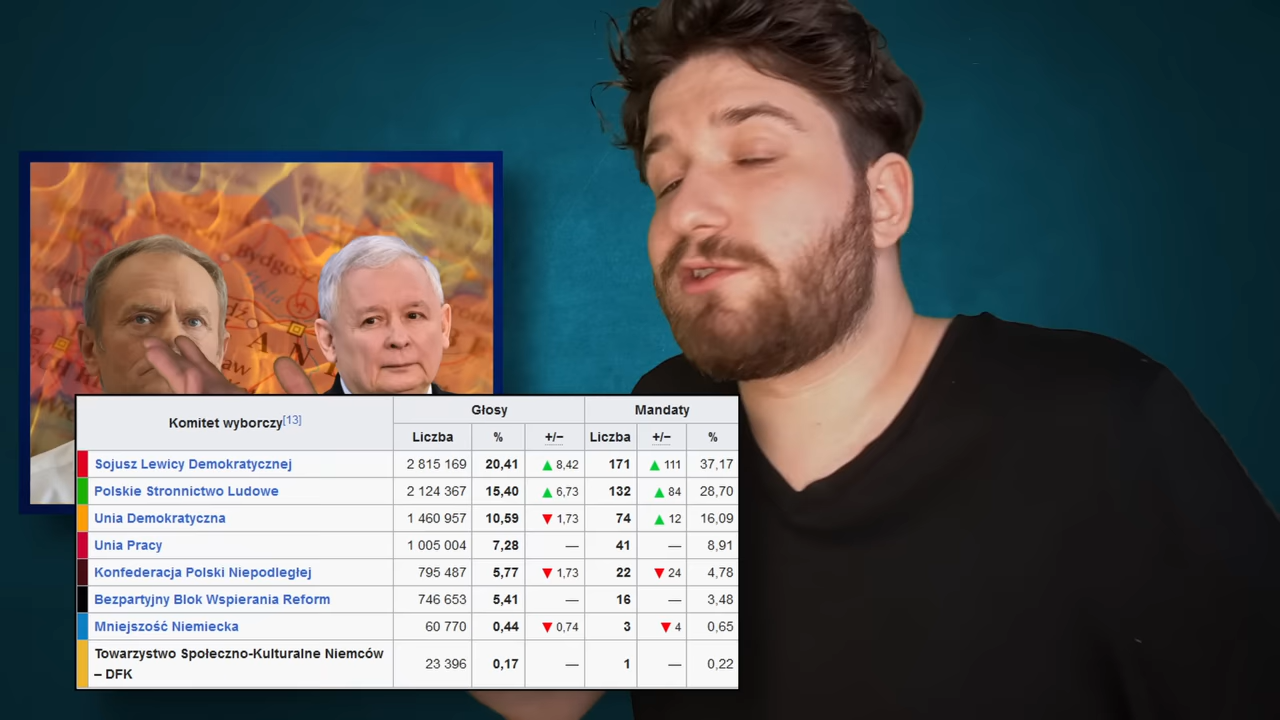 Bydgosz
dź
AN
aw
Komitet wyborczy[13] Głosy Mandaty
Liczba % +/− Liczba +/− %
Sojusz Lewicy Demokratycznej 2 815 169 20,41 ▲ 8,42 171 ▲ 111 37,17
Polskie Stronnictwo Ludowe 2 124 367 15,40 ▲ 6,73 132 ▲ 84 28,70
Unia Demokratyczna 1 460 957 10,59 ▼ 1,73 74 ▲ 12 16,09
Unia Pracy 1 005 004 7,28 — 41 — 8,91
Konfederacja Polski Niepodległej 795 487 5,77 ▼ 1,73 22 ▼ 24 4,78
Bezpartyjny Blok Wspierania Reform 746 653 5,41 — 16 — 3,48
Mniejszość Niemiecka 60 770 0,44 ▼ 0,74 3 ▼ 4 0,65
Towarzystwo Społeczno-Kulturalne Niemców
– DFK 23 396 0,17 — 1 — 0,22